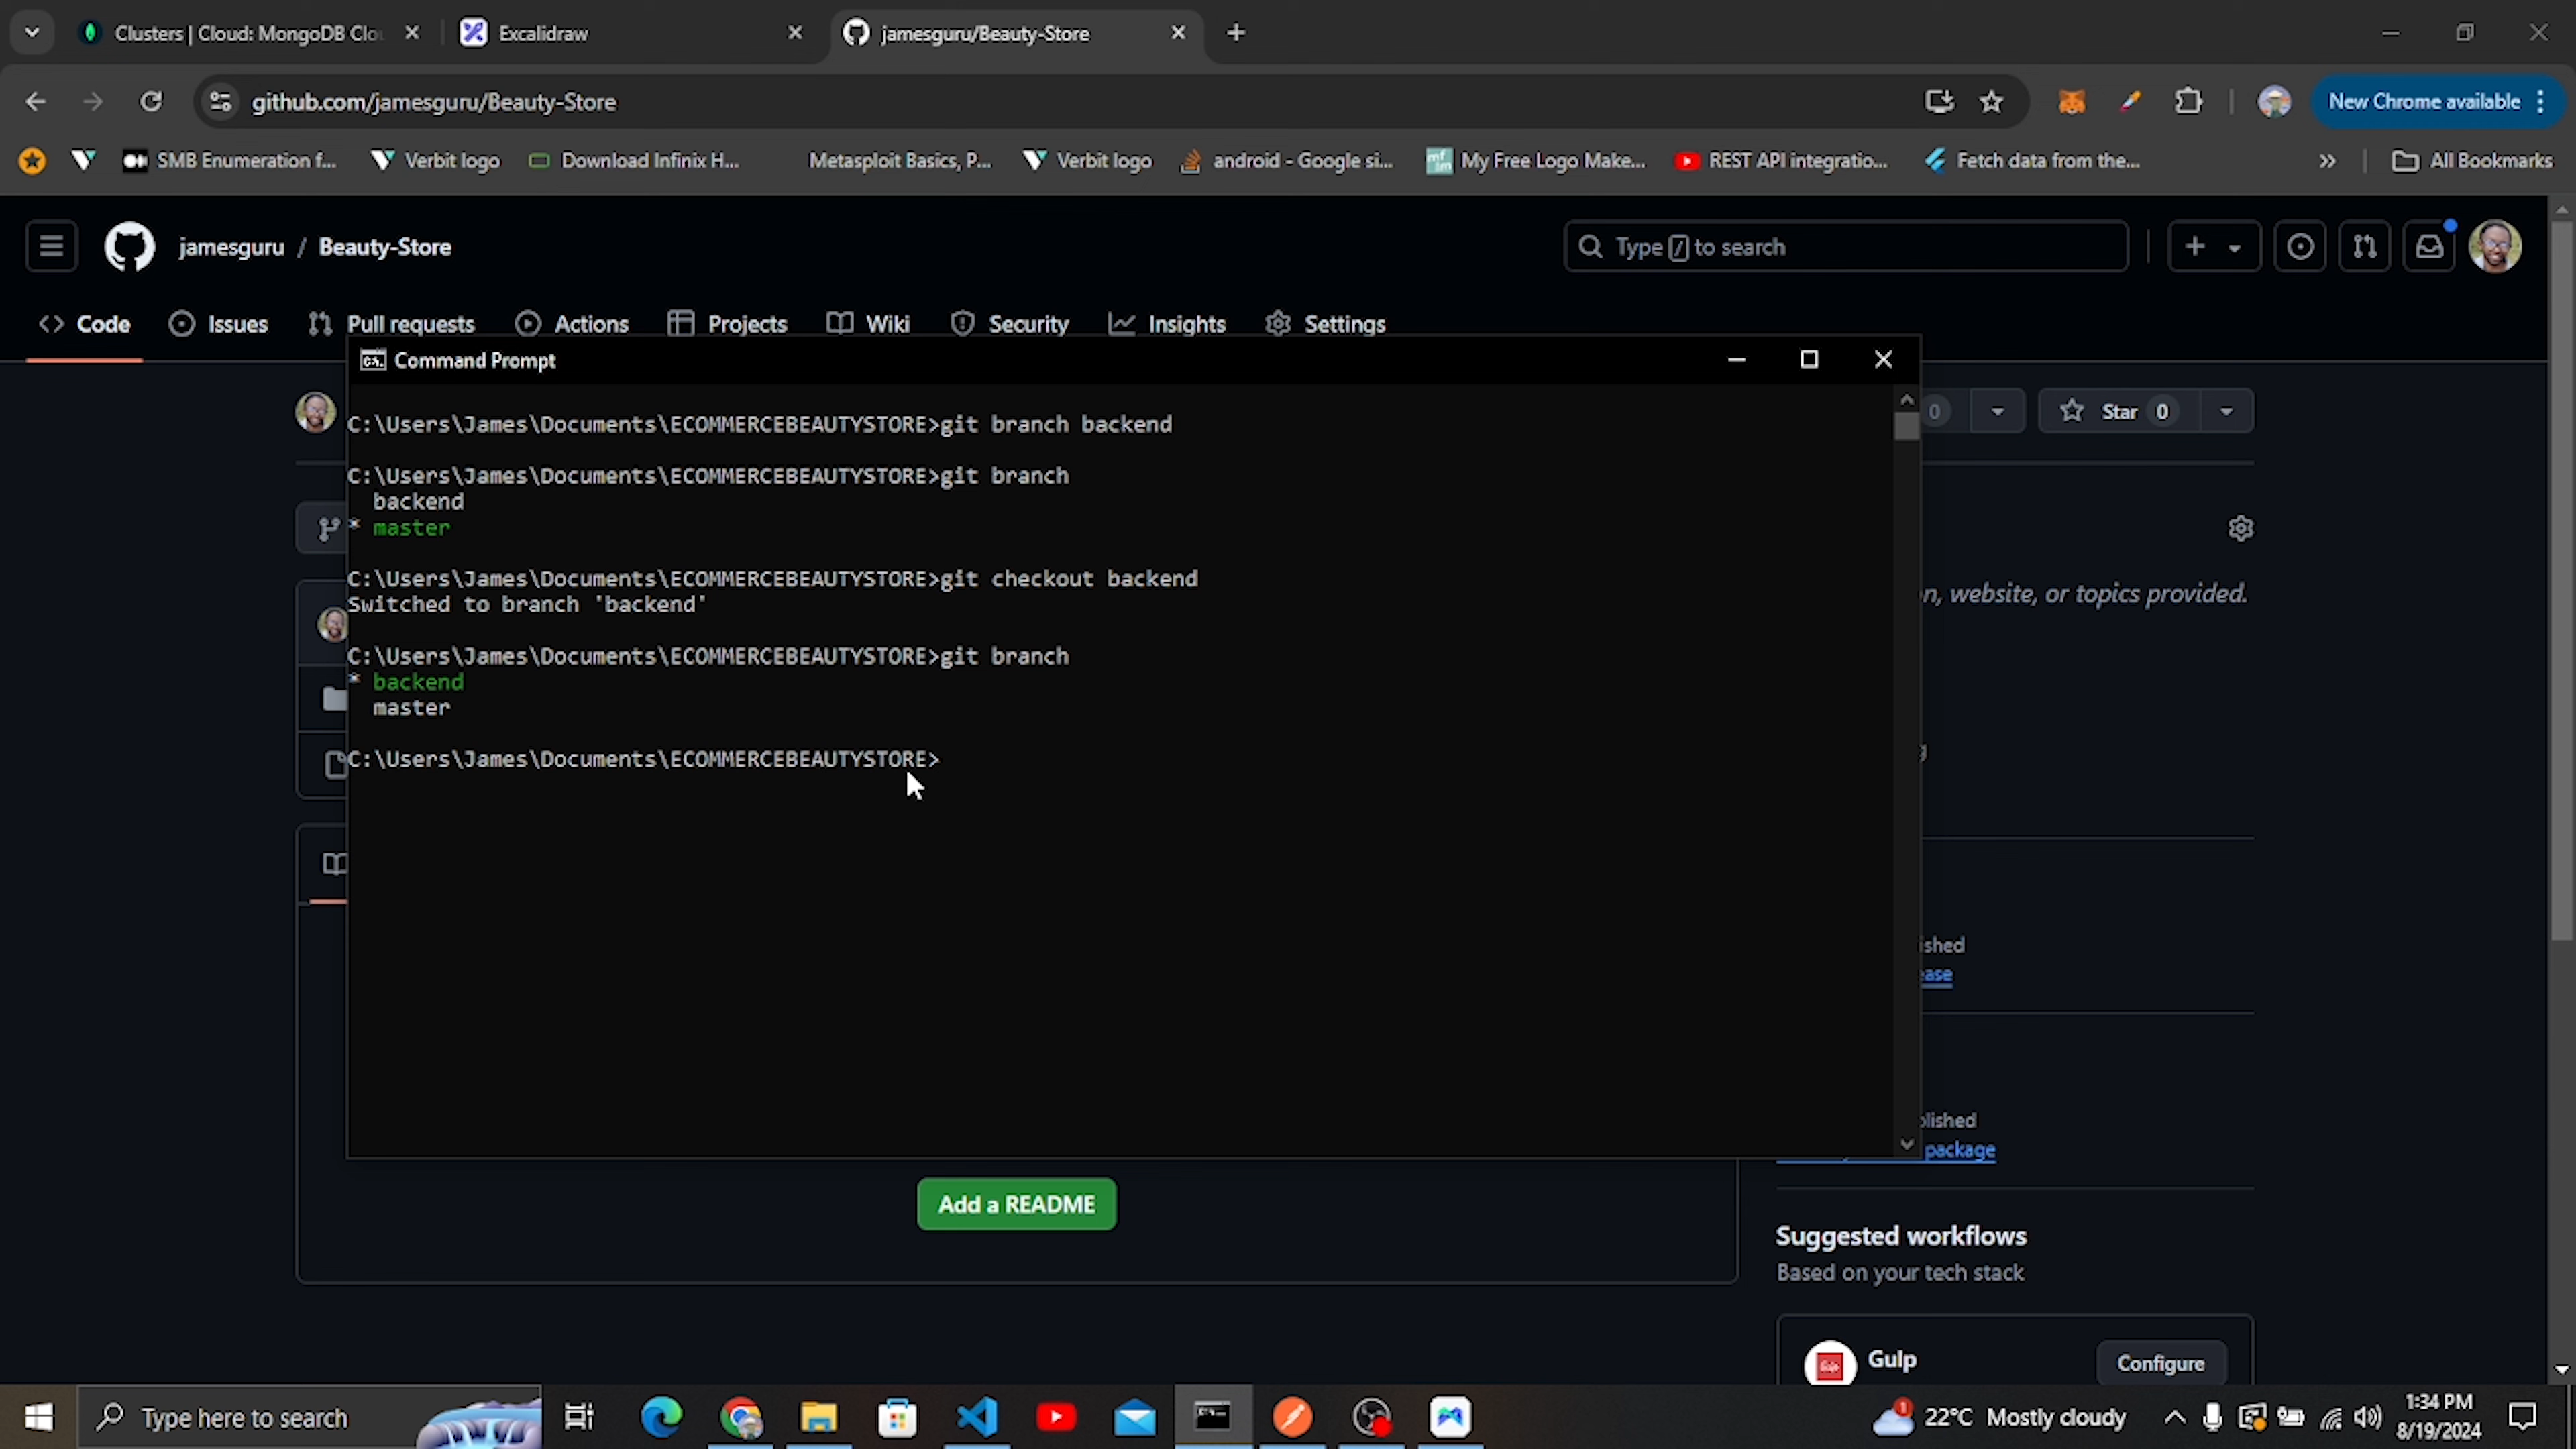 Clusters | Cloud: MongoDB Clou
Excalidraw
jamesguru/Beauty-Store
github.com/jamesguru/Beauty-Store
New Chrome available
SMB Enumeration f...
Verbit logo
Download Infinix H...
Metasploit Basics, P...
Verbit logo
android - Google si...
My Free Logo Make...
REST API integratio...
Fetch data from the...
All Bookmarks
jamesguru / Beauty-Store
Type / to search
Code
Issues
Pull requests
Actions
Projects
Wiki
Security
Insights
Settings
Command Prompt
0
Star 0
C:\Users\James\Documents\ECOMMERCEBEAUTYSTORE>git branch backend
C:\Users\James\Documents\ECOMMERCEBEAUTYSTORE>git branch
backend
* master
C:\Users\James\Documents\ECOMMERCEBEAUTYSTORE>git checkout backend
Switched to branch 'backend'
C:\Users\James\Documents\ECOMMERCEBEAUTYSTORE>git branch
* backend
master
C:\Users\James\Documents\ECOMMERCEBEAUTYSTORE>
n, website, or topics provided.
g
ished
ease
lished
package
Add a README
Suggested workflows
Based on your tech stack
Gulp
Configure
Type here to search
1
22°C Mostly cloudy
1:34 PM
8/19/2024